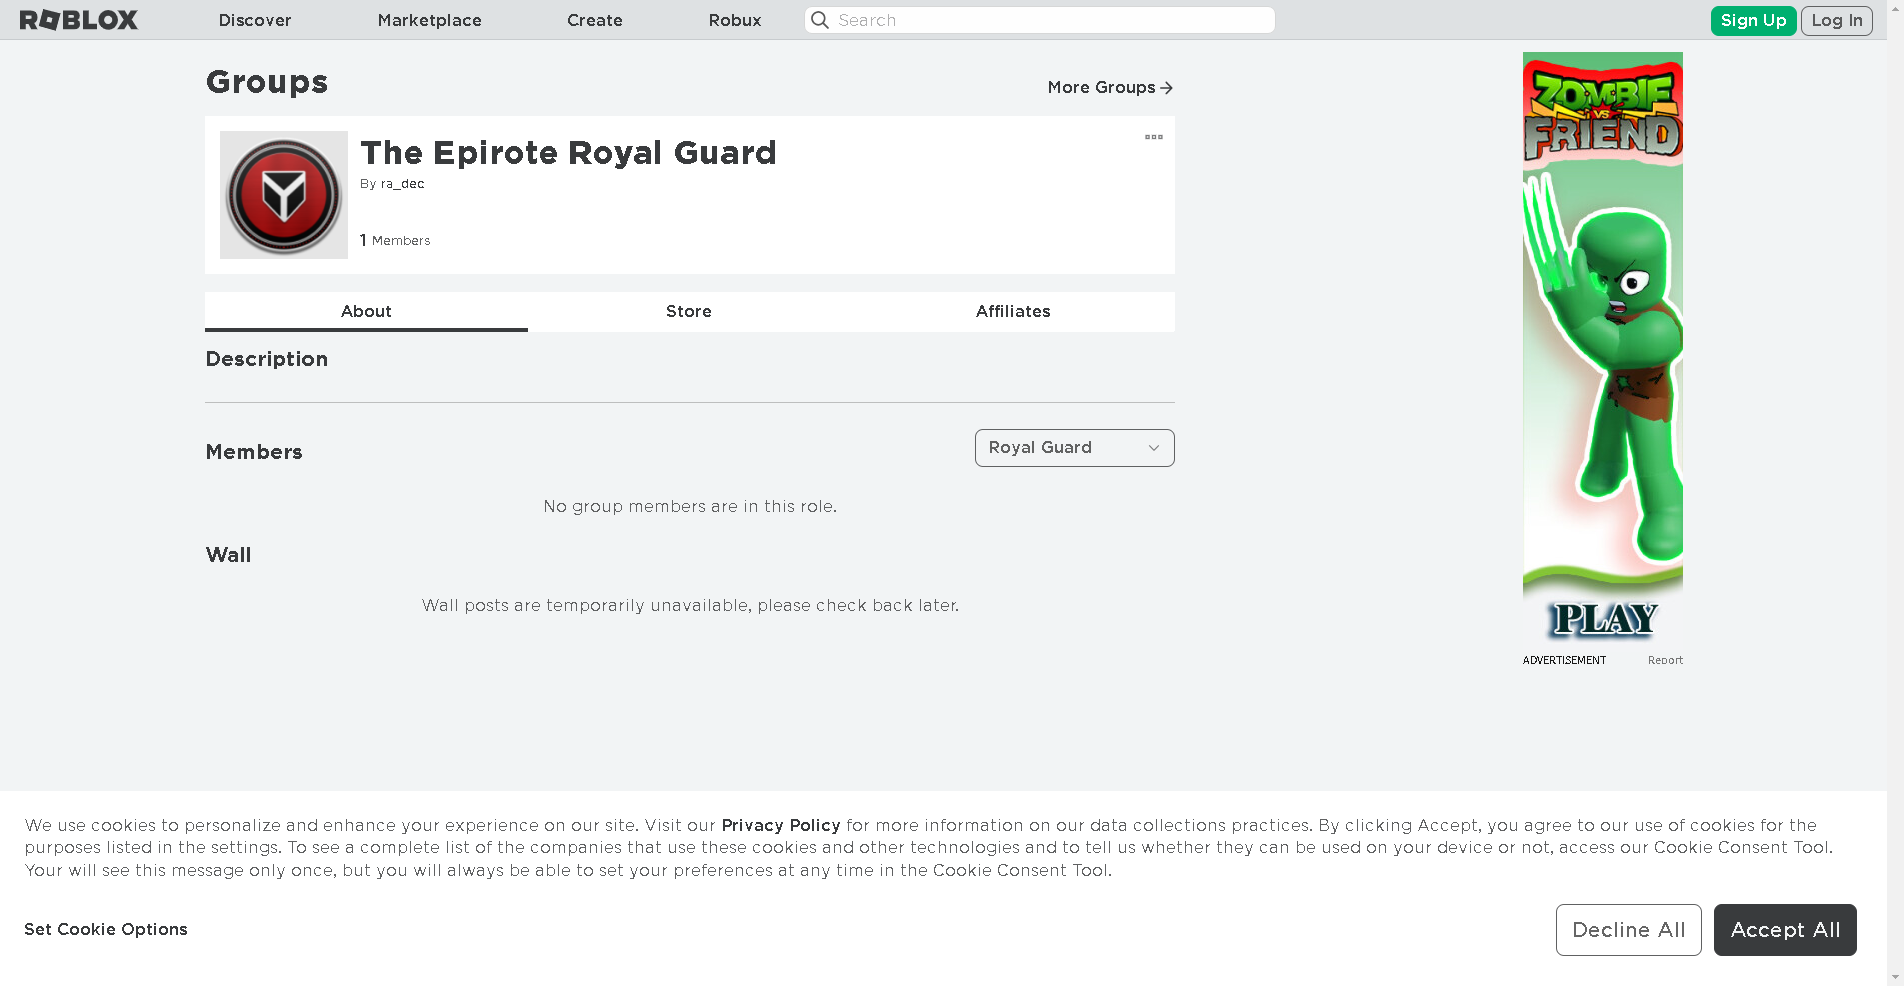 ROBLOX
Discover
Marketplace
Create
Robux
Search
Sign Up
Log In
Groups
More Groups
The Epirote Royal Guard
By ra_dec
1 Members
About
Store
Affiliates
Description
Members
Royal Guard
No group members are in this role.
Wall
Wall posts are temporarily unavailable, please check back later.
ZOMBIE
VS
FRIEND
PLAY
ADVERTISEMENT
Report
We use cookies to personalize and enhance your experience on our site. Visit our Privacy Policy for more information on our data collections practices. By clicking Accept, you agree to our use of cookies for the
purposes listed in the settings. To see a complete list of the companies that use these cookies and other technologies and to tell us whether they can be used on your device or not, access our Cookie Consent Tool.
Your will see this message only once, but you will always be able to set your preferences at any time in the Cookie Consent Tool.
Set Cookie Options
Decline All
Accept All